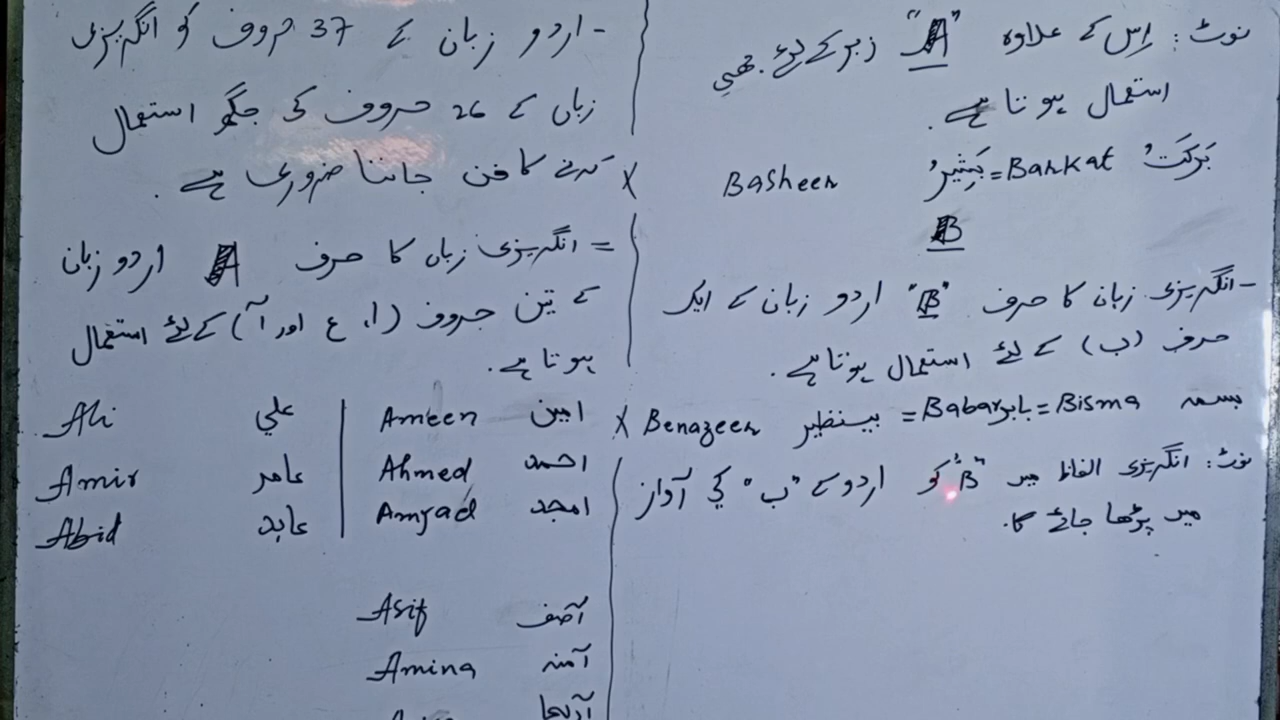 نوٹ: اِس کے علاوہ "A" زبر کے لئے بھی
استعمال ہوتا ہے.
بَرکَتْ Barkat = بَشِیرْ Basheer
B
- انگریزی زبان کا حرف "B" اردو زبان کے ایک
حرف (ب) کے لئے استعمال ہوتا ہے.
بسمہ Bisma = بابر Babar = بینظیر Benazeer X
نوٹ: انگریزی الفاظ میں "B" کو اردو کے "ب" کی آواز
میں پڑھا جائے گا.
- اردو زبان کے 37 حروف کو انگریزی
زبان کے 26 حروف کی جگہ استعمال
کرنے کا فن جاننا ضروری ہے. X
= انگریزی زبان کا حرف A اردو زبان
کے تین حروف (ا، ع اور آ) کے لئے استعمال
ہوتا ہے.
امین Ameen علی Ali
احمد Ahmed عامر Amir
امجد Amjad عابد Abid
آصف Asif
آمنہ Amina